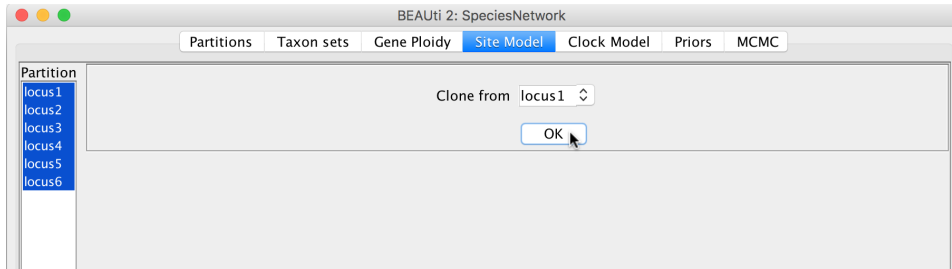 BEAUti 2: SpeciesNetwork
Partitions Taxon sets Gene Ploidy Site Model Clock Model Priors MCMC
Partition
locus1
locus2
locus3
locus4
locus5
locus6
Clone from locus1
OK